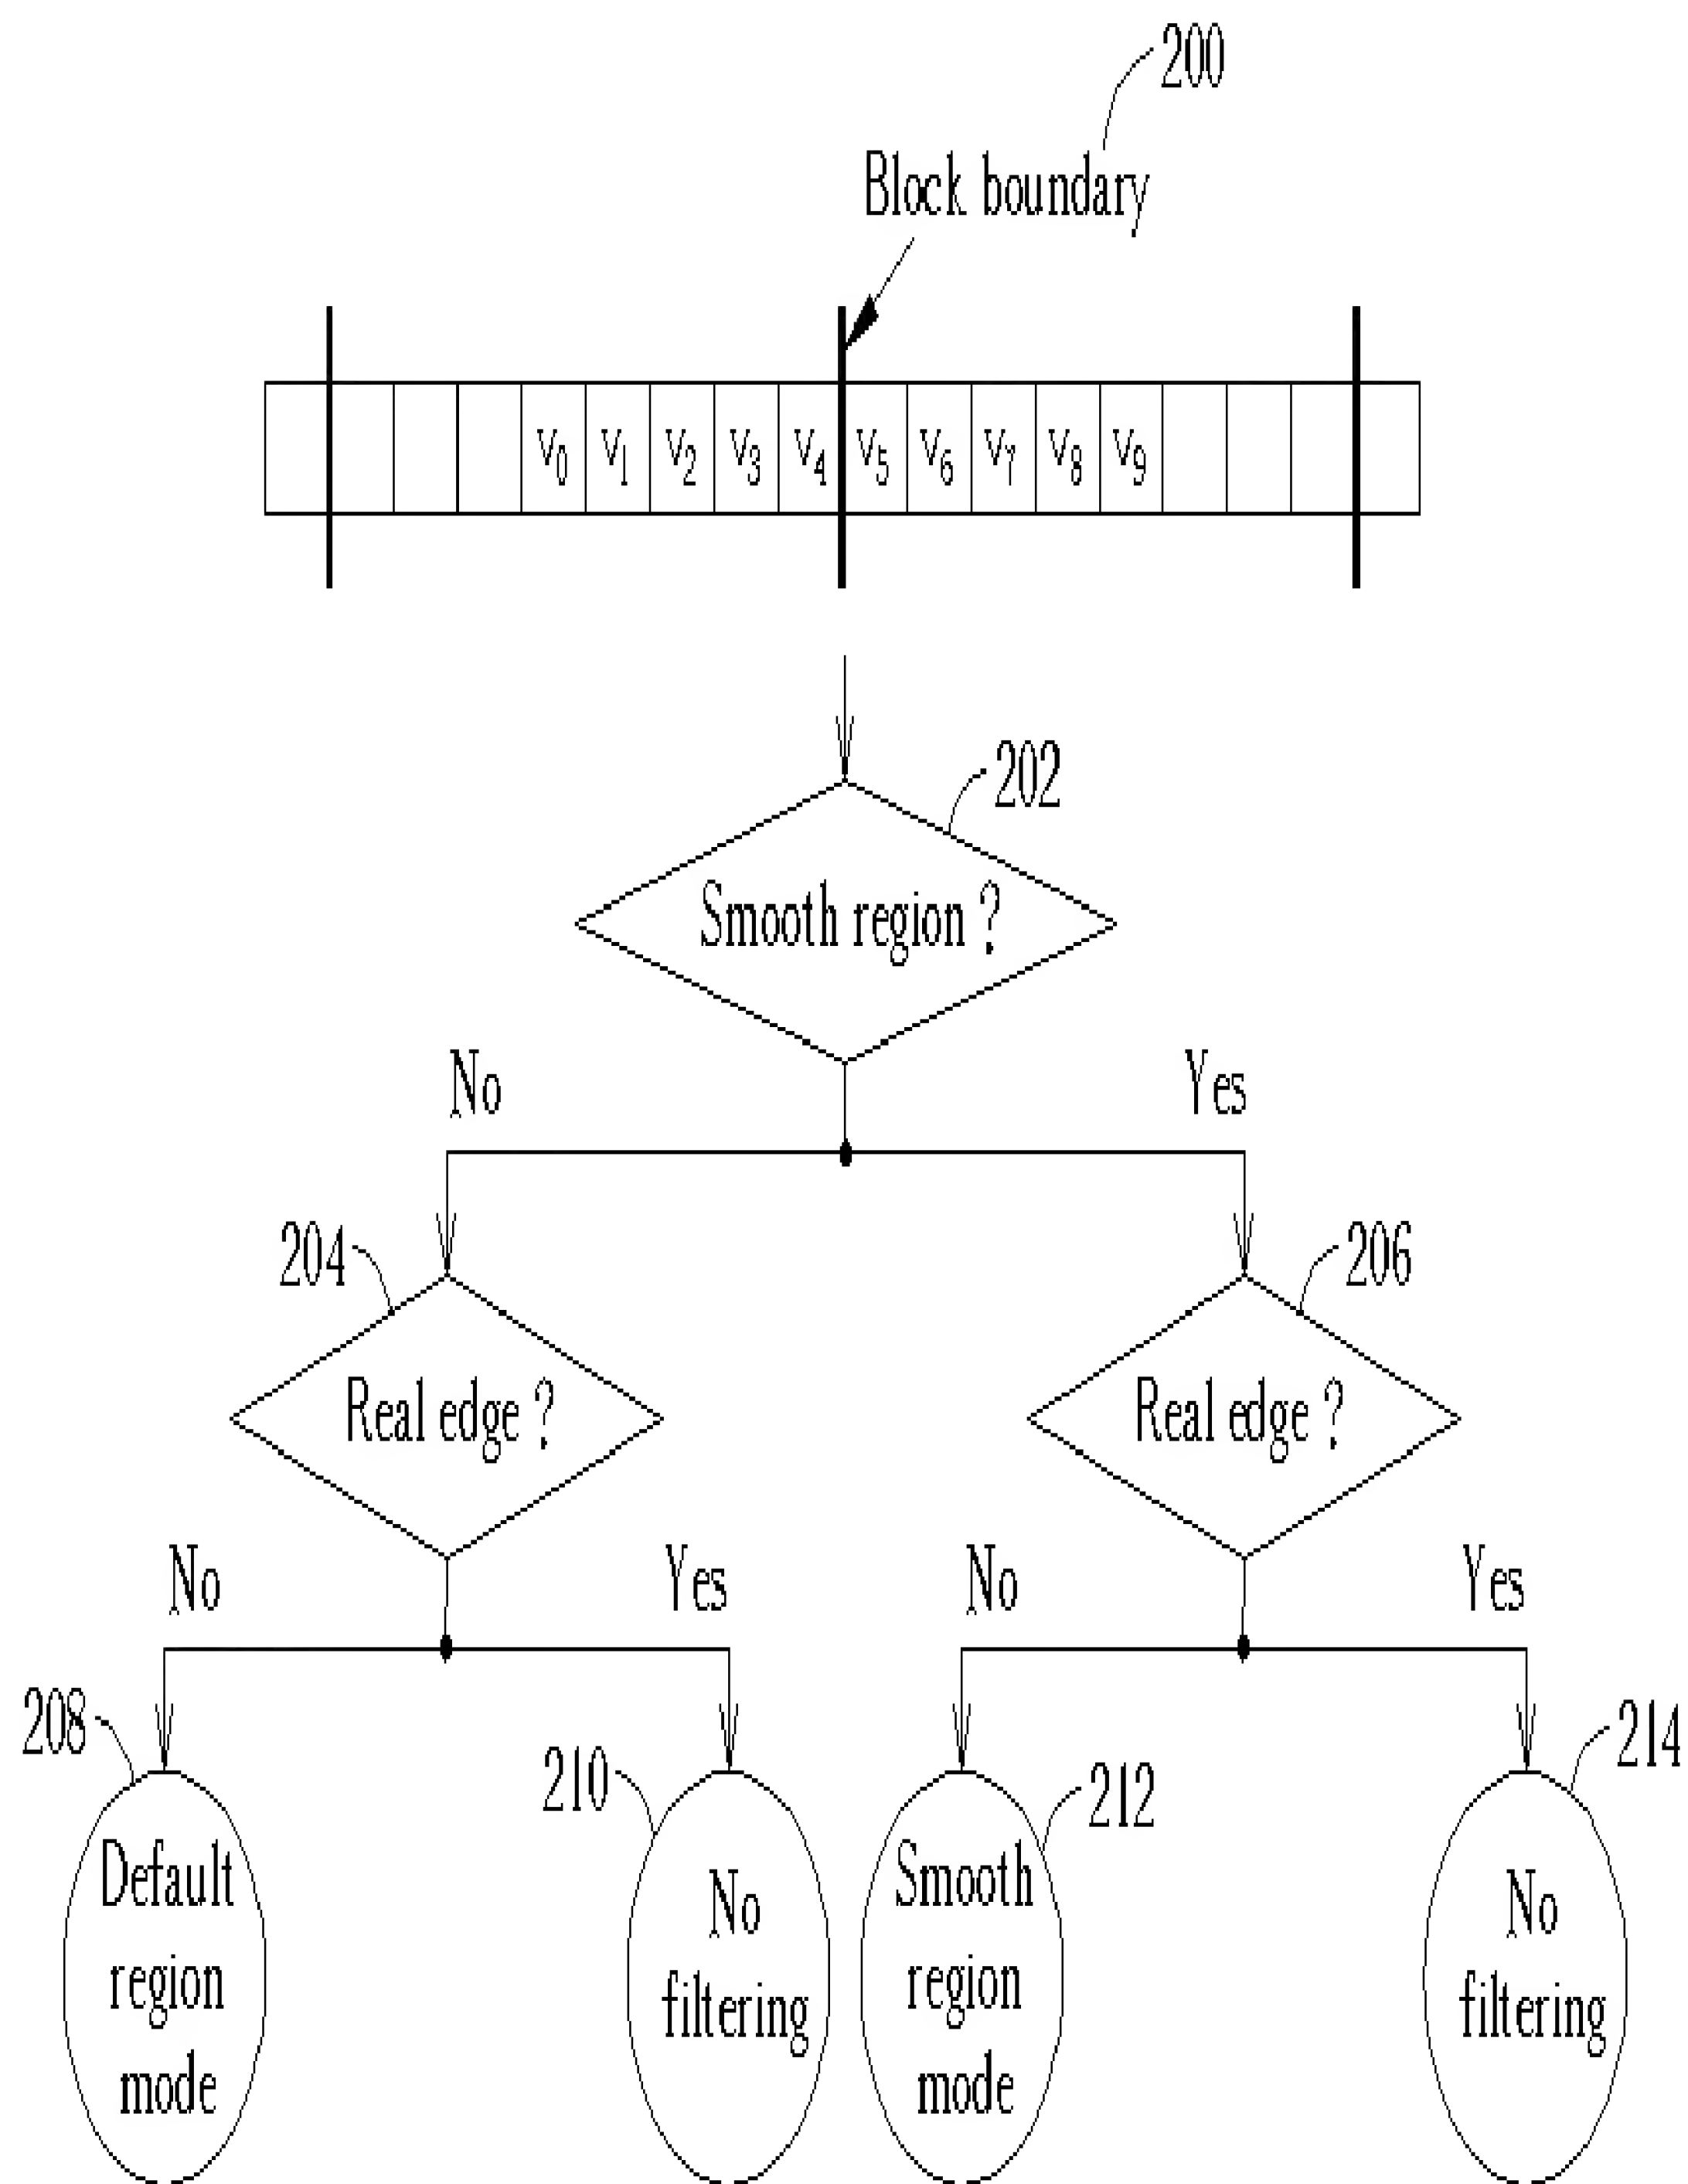 200
Block boundary
V0 V1 V2 V3 V4 V5 V6 V7 V8 V9
202
Smooth region ?
No Yes
204 206
Real edge ? Real edge ?
No Yes No Yes
208 210 212 214
Default
region
mode
No
filtering
Smooth
region
mode
No
filtering